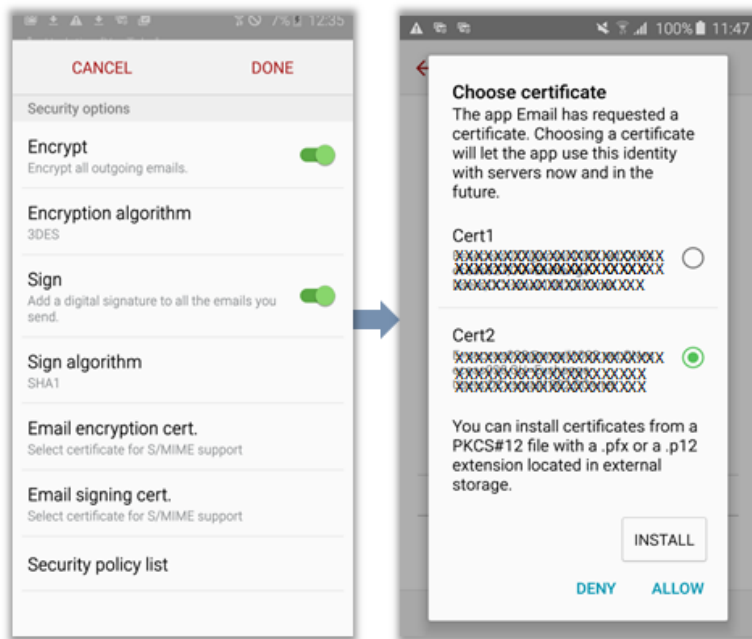 7% 12:35
CANCEL DONE
Security options
Encrypt
Encrypt all outgoing emails.
Encryption algorithm
3DES
Sign
Add a digital signature to all the emails you
send.
Sign algorithm
SHA1
Email encryption cert.
Select certificate for S/MIME support
Email signing cert.
Select certificate for S/MIME support
Security policy list
100% 11:47
Choose certificate
The app Email has requested a
certificate. Choosing a certificate
will let the app use this identity
with servers now and in the
future.
Cert1
Cert2
You can install certificates from a
PKCS#12 file with a .pfx or a .p12
extension located in external
storage.
INSTALL
DENY ALLOW